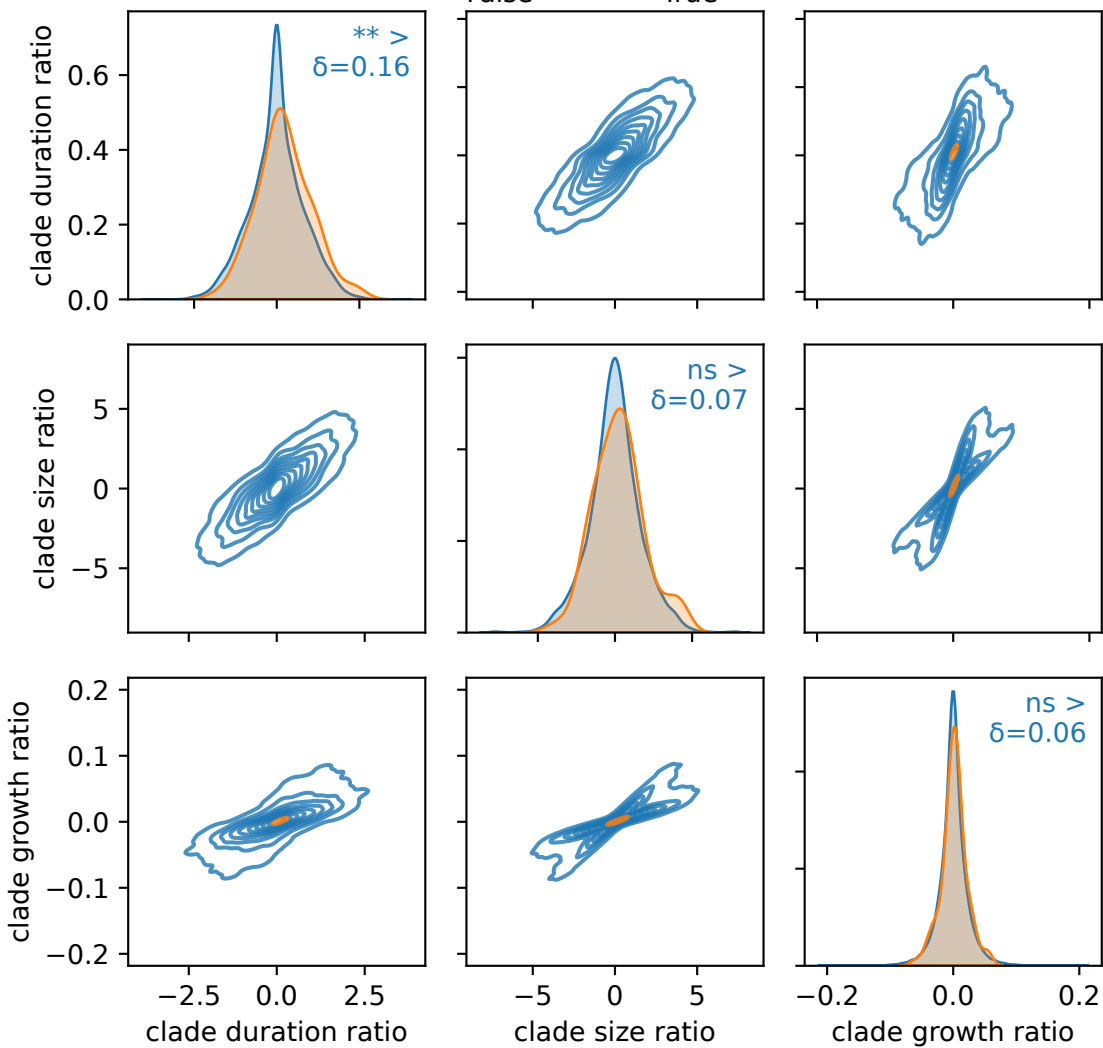 False True
clade duration ratio
0.6
0.4
0.2
0.0
** >
δ=0.16
clade size ratio
5
0
−5
ns >
δ=0.07
clade growth ratio
0.2
0.1
0.0
−0.1
−0.2
ns >
δ=0.06
−2.5 0.0 2.5
−5 0 5
−0.2 0.0 0.2
clade duration ratio
clade size ratio
clade growth ratio